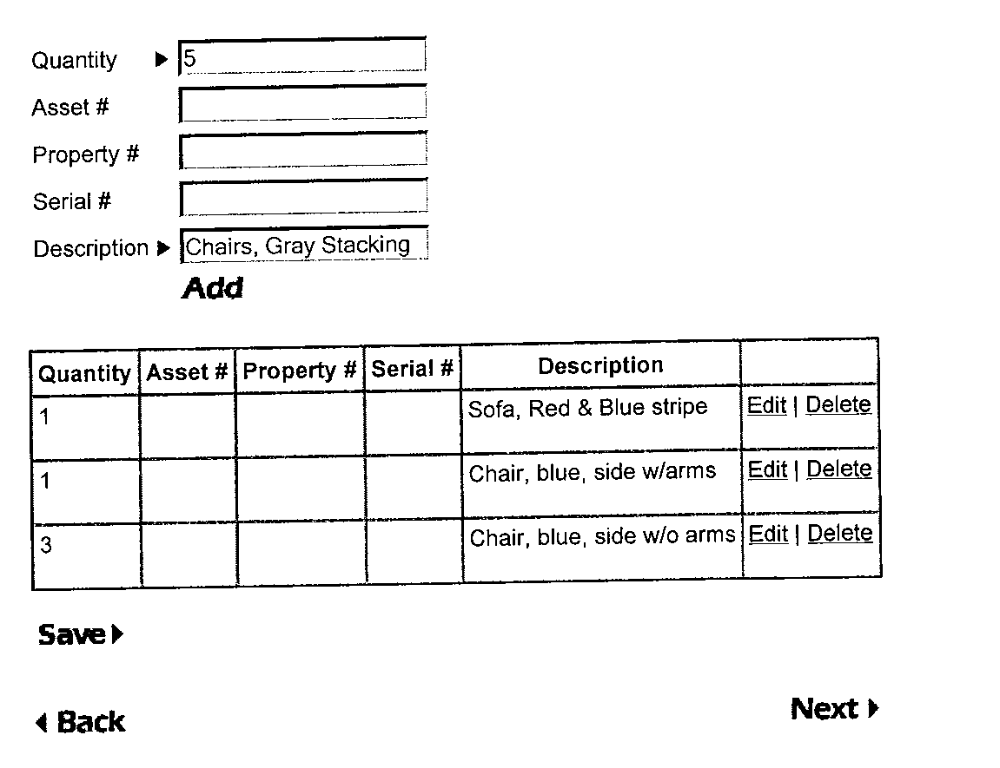 Quantity ▶ 5
Asset #
Property #
Serial #
Description ▶ Chairs, Gray Stacking
Add
Quantity Asset # Property # Serial # Description
1 Sofa, Red & Blue stripe Edit | Delete
1 Chair, blue, side w/arms Edit | Delete
3 Chair, blue, side w/o arms Edit | Delete
Save
Back Next